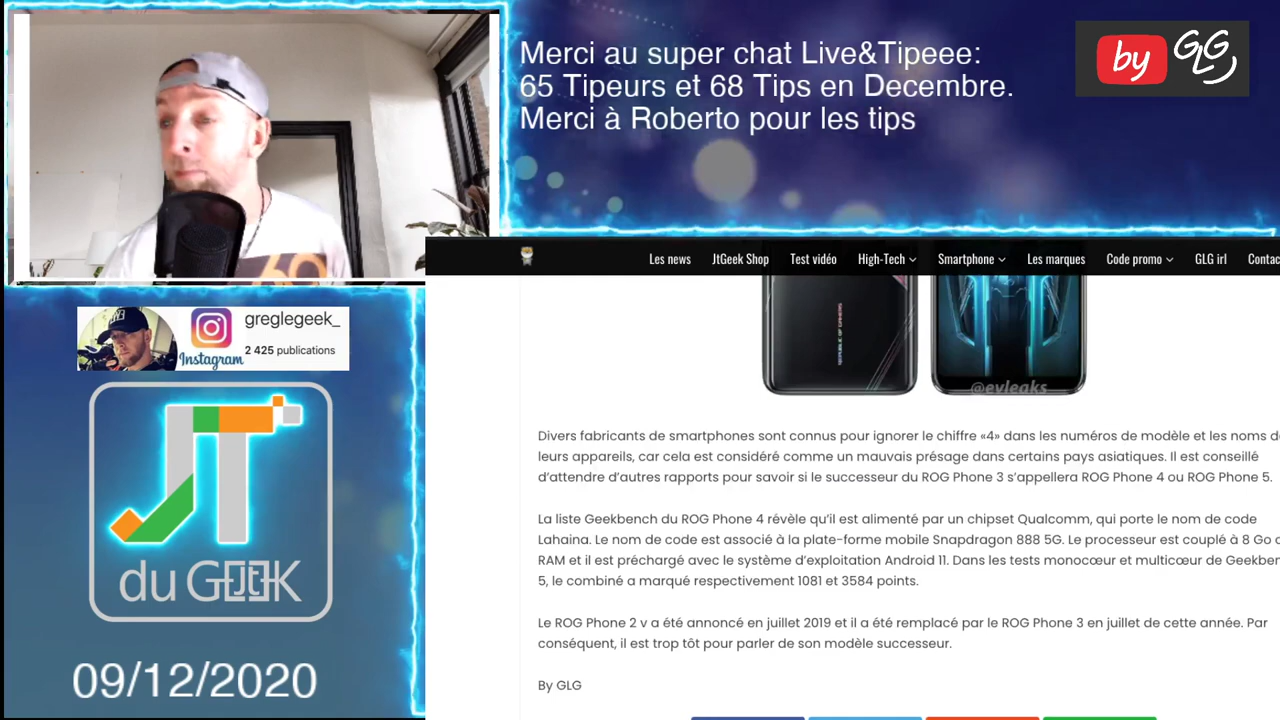 Merci au super chat Live&Tipeee:
65 Tipeurs et 68 Tips en Decembre.
Merci à Roberto pour les tips
by GLG
Les news JtGeek Shop Test vidéo High-Tech Smartphone Les marques Code promo GLG irl Contac
greglegeek_
Instagram
2 425 publications
JT
du GEEK
09/12/2020
REPUBLIC OF GAMERS
@evleaks
Divers fabricants de smartphones sont connus pour ignorer le chiffre «4» dans les numéros de modèle et les noms d
leurs appareils, car cela est considéré comme un mauvais présage dans certains pays asiatiques. Il est conseillé
d'attendre d'autres rapports pour savoir si le successeur du ROG Phone 3 s'appellera ROG Phone 4 ou ROG Phone 5.
La liste Geekbench du ROG Phone 4 révèle qu'il est alimenté par un chipset Qualcomm, qui porte le nom de code
Lahaina. Le nom de code est associé à la plate-forme mobile Snapdragon 888 5G. Le processeur est couplé à 8 Go
RAM et il est préchargé avec le système d'exploitation Android 11. Dans les tests monocœur et multicœur de Geekben
5, le combiné a marqué respectivement 1081 et 3584 points.
Le ROG Phone 2 v a été annoncé en juillet 2019 et il a été remplacé par le ROG Phone 3 en juillet de cette année. Par
conséquent, il est trop tôt pour parler de son modèle successeur.
By GLG